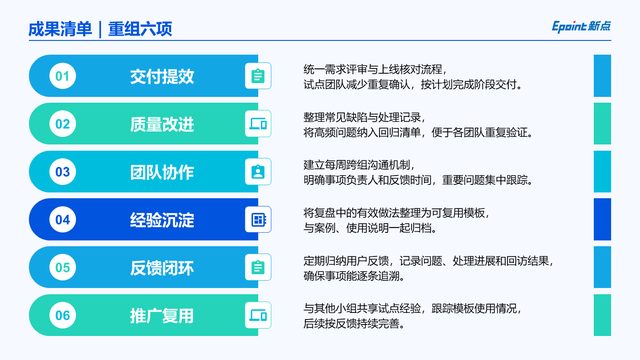 成果清单｜重组六项
Epoint新点
01
交付提效
统一需求评审与上线核对流程，
试点团队减少重复确认，按计划完成阶段交付。
02
质量改进
整理常见缺陷与处理记录，
将高频问题纳入回归清单，便于各团队重复验证。
03
团队协作
建立每周跨组沟通机制，
明确事项负责人和反馈时间，重要问题集中跟踪。
04
经验沉淀
将复盘中的有效做法整理为可复用模板，
与案例、使用说明一起归档。
05
反馈闭环
定期归纳用户反馈，记录问题、处理进展和回访结果，
确保事项能逐条追溯。
06
推广复用
与其他小组共享试点经验，跟踪模板使用情况，
后续按反馈持续完善。